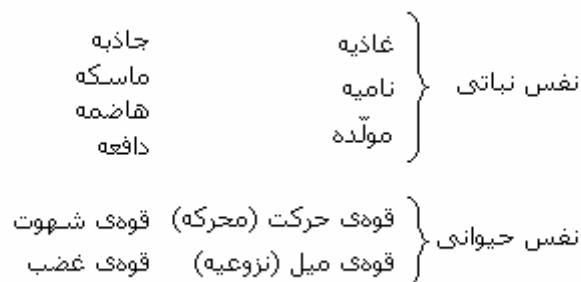 غاذیه جاذبه
ماسکه
نفس نباتی نامیه
هاضمه
مولّده
دافعه
قوه‌ی حرکت (محرکه) قوه‌ی شهوت
نفس حیوانی
قوه‌ی میل (نزوعیه) قوه‌ی غضب